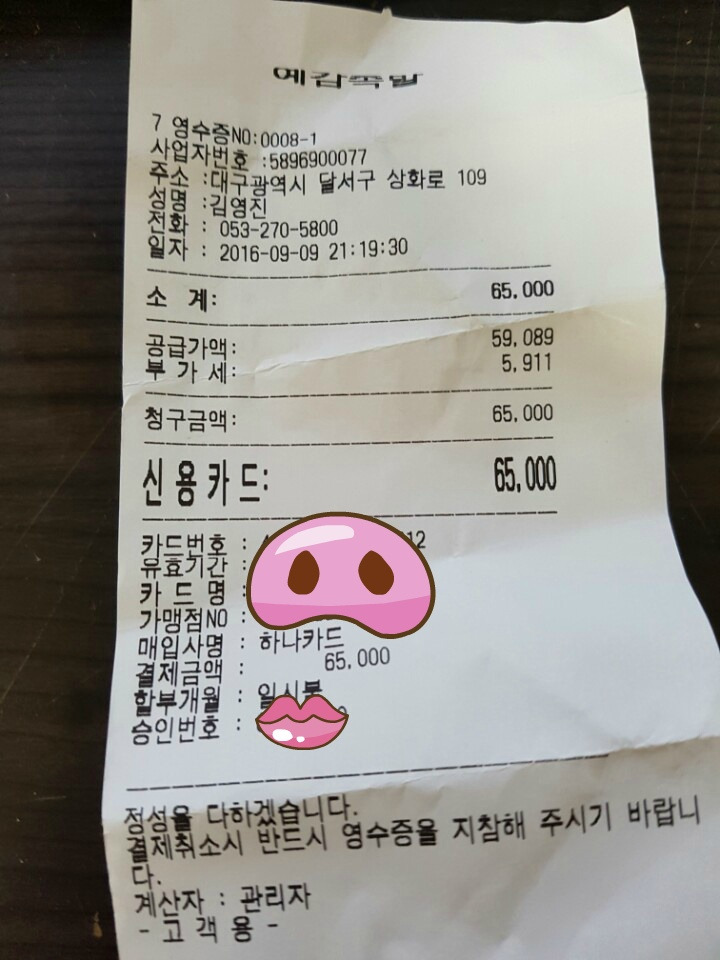 예감족발
7 영수증NO:0008-1
사업자번호 :5896900077
주소 :대구광역시 달서구 상화로 109
성명 :김영진
전화 : 053-270-5800
일자 : 2016-09-09 21:19:30
소 계: 65,000
공급가액: 59,089
부 가 세: 5,911
청구금액: 65,000
신용카드: 65,000
카드번호 : 12
유효기간 :
카 드 명 :
가맹점NO :
매입사명 : 하나카드
결제금액 : 65,000
할부개월 : 일시불
승인번호 :
정성을 다하겠습니다.
결제취소시 반드시 영수증을 지참해 주시기 바랍니
다.
계산자 : 관리자
- 고 객 용 -